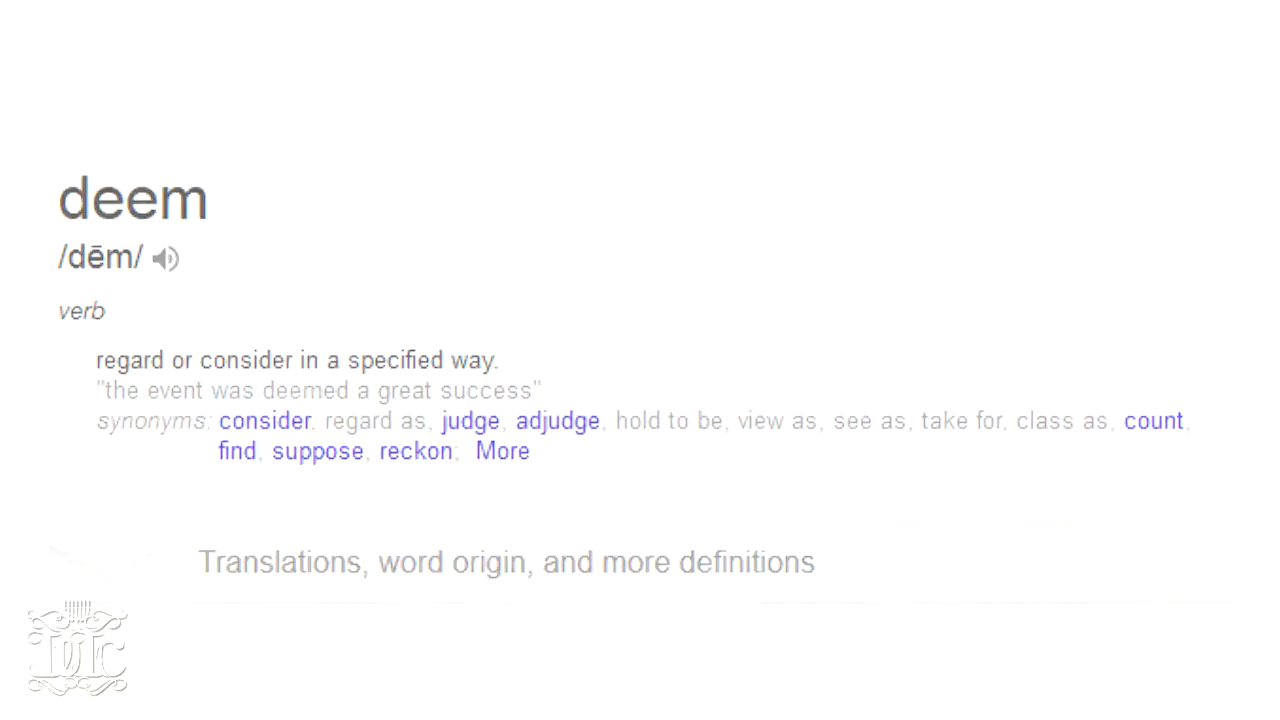 deem
/dēm/
verb
regard or consider in a specified way.
"the event was deemed a great success"
synonyms: consider, regard as, judge, adjudge, hold to be, view as, see as, take for, class as, count,
find, suppose, reckon; More
Translations, word origin, and more definitions